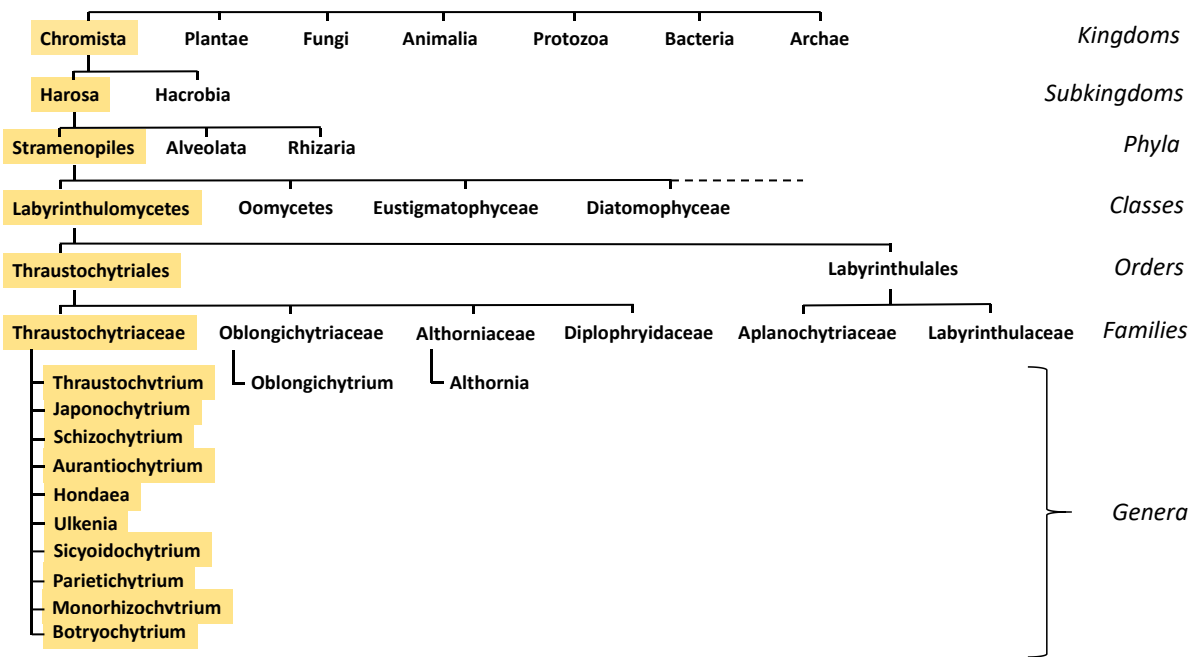 Chromista Plantae Fungi Animalia Protozoa Bacteria Archae Kingdoms
Harosa Hacrobia Subkingdoms
Stramenopiles Alveolata Rhizaria Phyla
Labyrinthulomycetes Oomycetes Eustigmatophyceae Diatomophyceae Classes
Thraustochytriales Labyrinthulales Orders
Thraustochytriaceae Oblongichytriaceae Althorniaceae Diplophryidaceae Aplanochytriaceae Labyrinthulaceae Families
Thraustochytrium Oblongichytrium Althornia
Japonochytrium
Schizochytrium
Aurantiochytrium
Hondaea
Ulkenia Genera
Sicyoidochytrium
Parietichytrium
Monorhizochytrium
Botryochytrium